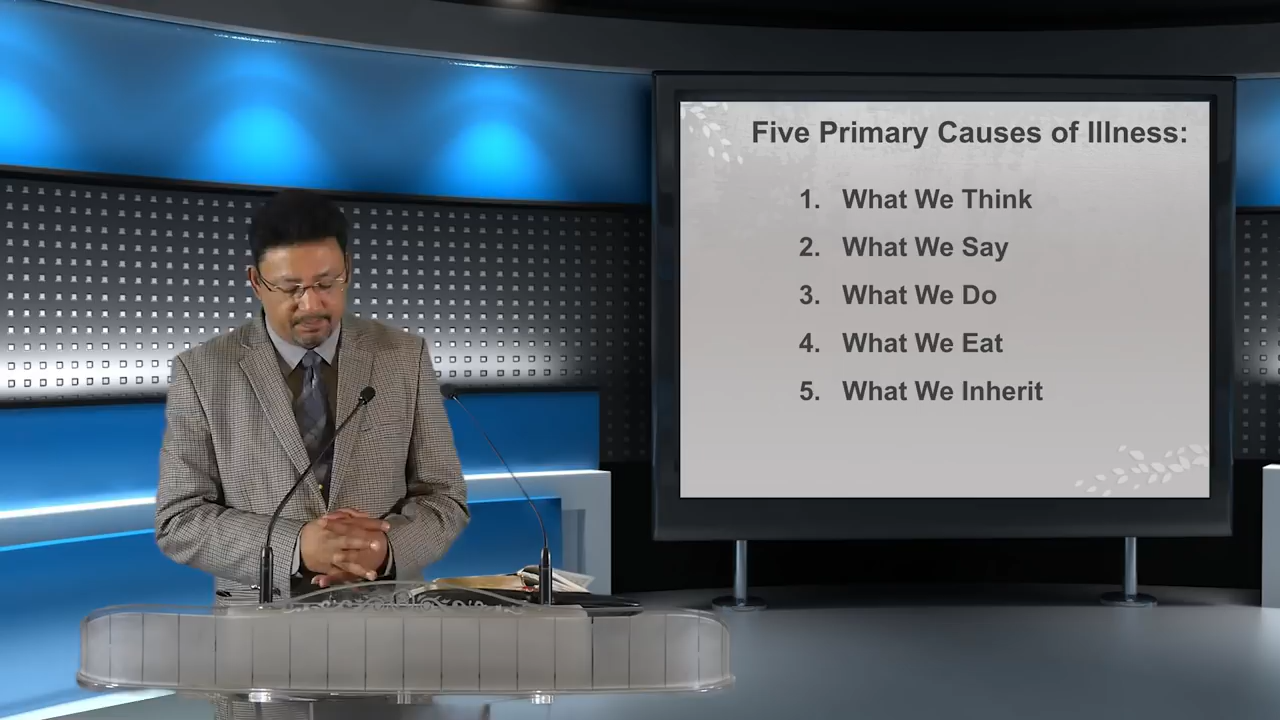 Five Primary Causes of Illness:
1. What We Think
2. What We Say
3. What We Do
4. What We Eat
5. What We Inherit